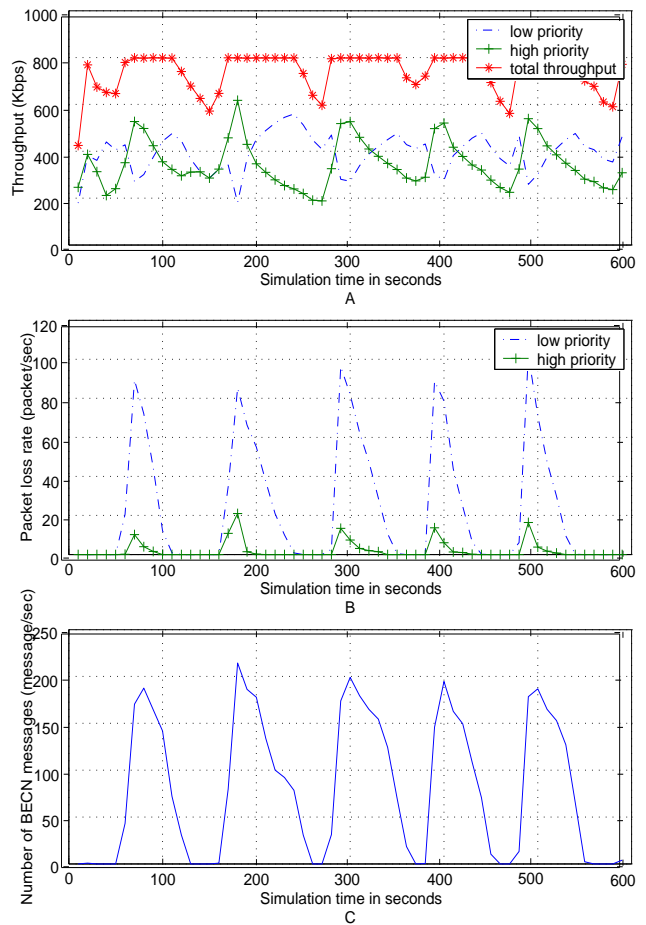 1000
800
600
400
200
0
Throughput (Kbps)
low priority
high priority
total throughput
0 100 200 300 400 500 600
Simulation time in seconds
A
120
100
80
60
40
20
0
Packet loss rate (packet/sec)
low priority
high priority
0 100 200 300 400 500 600
Simulation time in seconds
B
250
200
150
100
50
0
Number of BECN messages (message/sec)
0 100 200 300 400 500 600
Simulation time in seconds
C